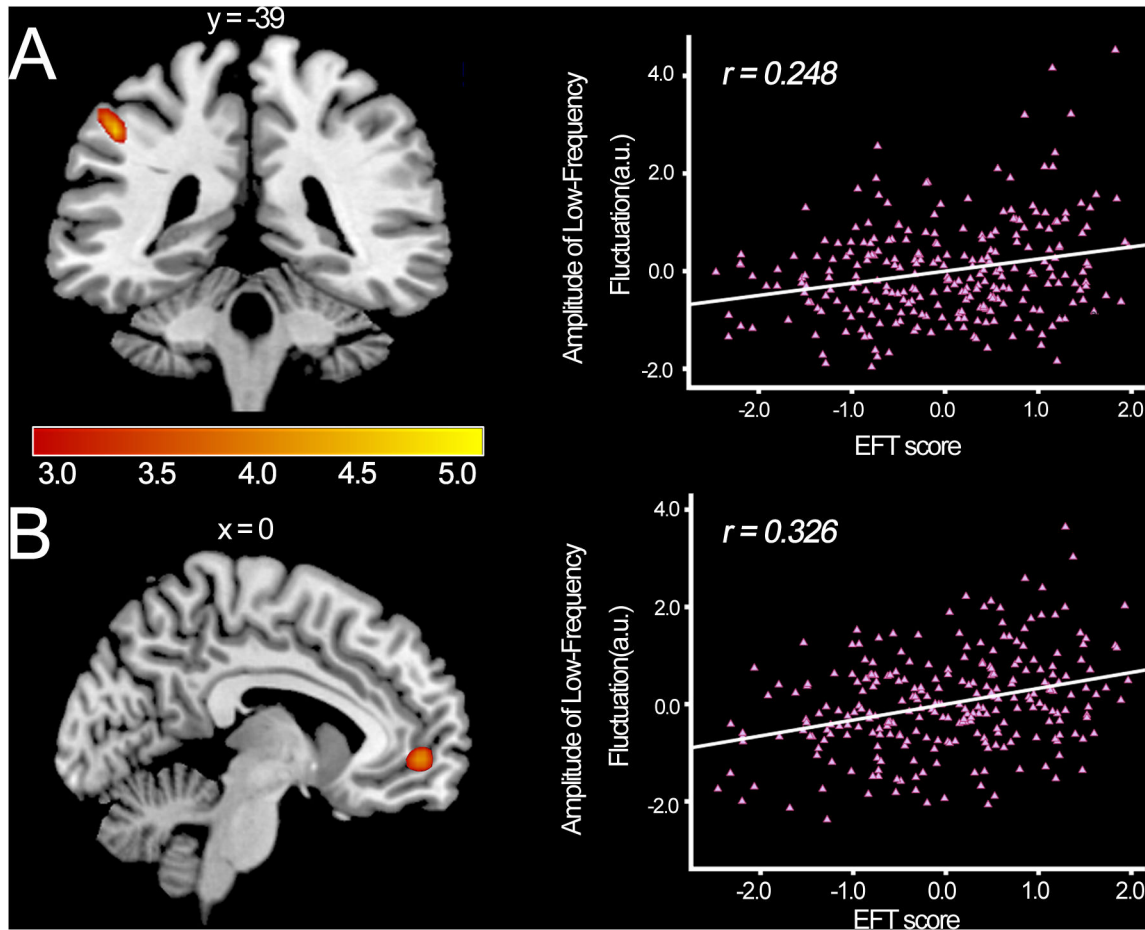 A
y = -39
Amplitude of Low-Frequency
Fluctuation(a.u.)
r = 0.248
4.0
2.0
0.0
-2.0
-2.0 -1.0 0.0 1.0 2.0
EFT score
3.0 3.5 4.0 4.5 5.0
B
x = 0
Amplitude of Low-Frequency
Fluctuation(a.u.)
r = 0.326
4.0
2.0
0.0
-2.0
-2.0 -1.0 0.0 1.0 2.0
EFT score